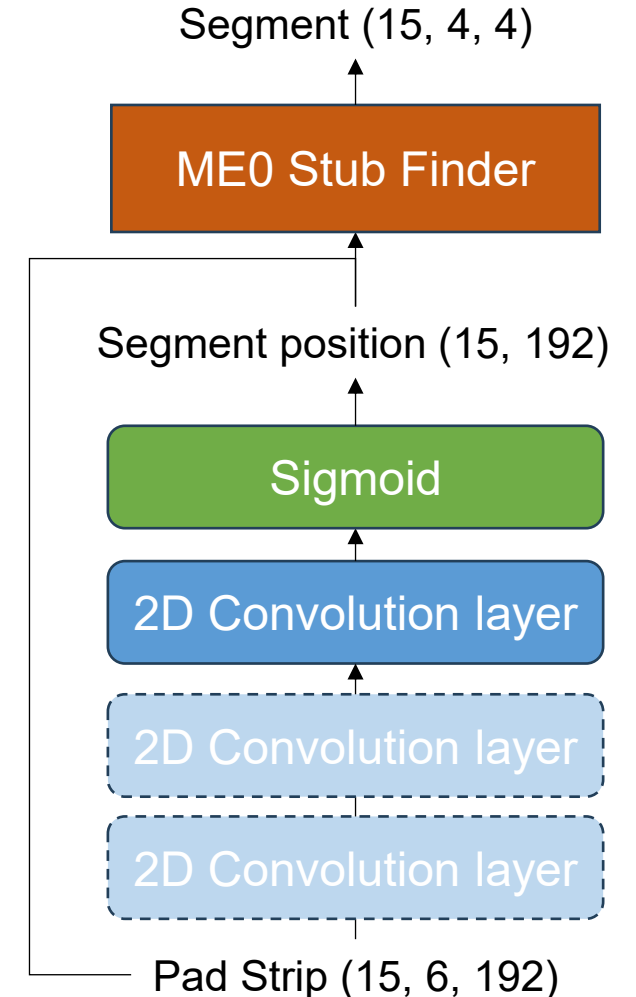 Segment (15, 4, 4)
ME0 Stub Finder
Segment position (15, 192)
Sigmoid
2D Convolution layer
2D Convolution layer
2D Convolution layer
Pad Strip (15, 6, 192)